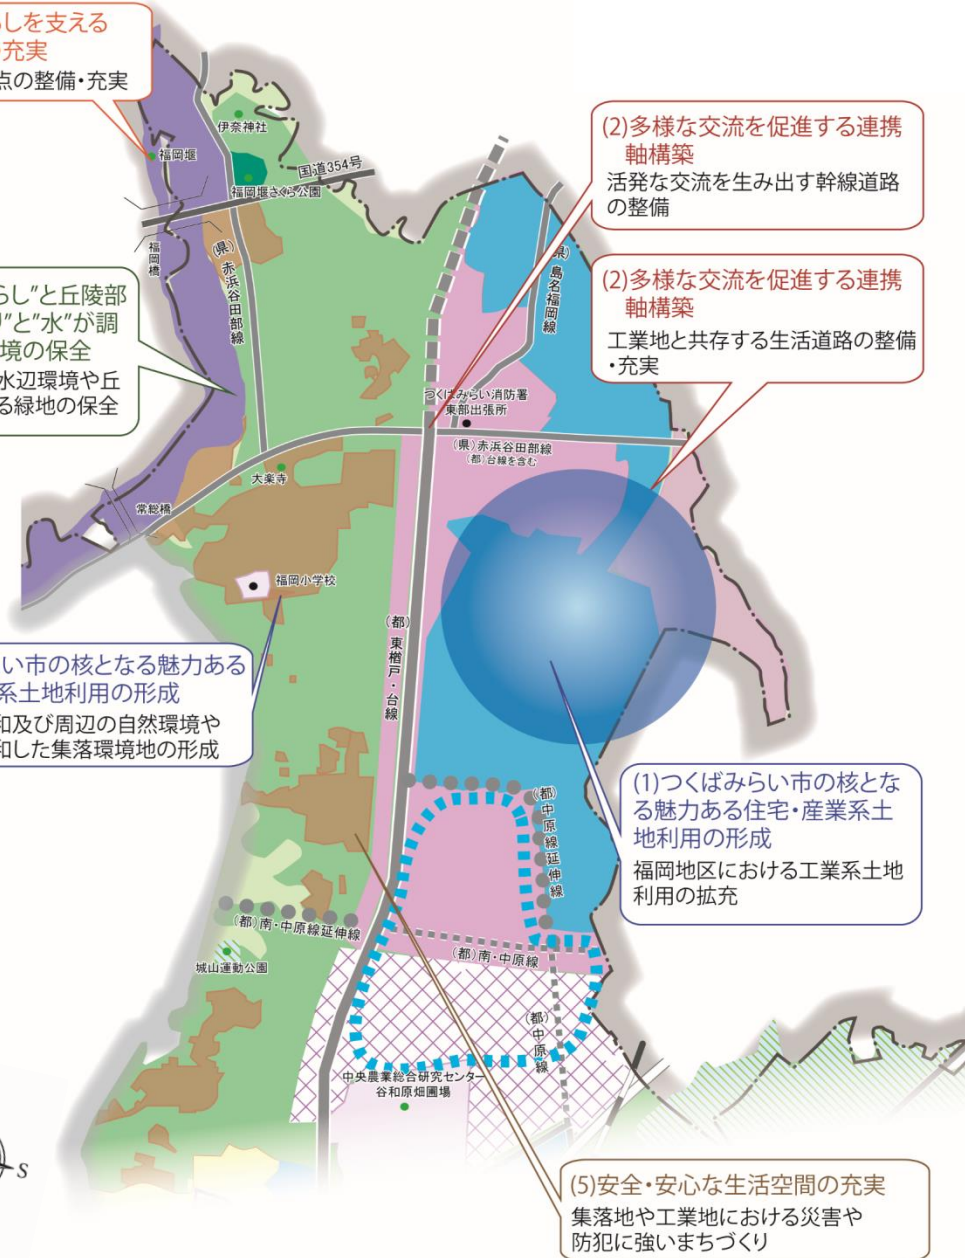 しを支える
充実
点の整備・充実
伊奈神社
福岡堰
国道354号
福岡堰さくら公園
福岡橋
(県)赤浜谷田部線
(2)多様な交流を促進する連携
軸構築
活発な交流を生み出す幹線道路
の整備
(県)島名福岡線
(2)多様な交流を促進する連携
軸構築
工業地と共存する生活道路の整備
・充実
らし”と丘陵部
”と“水”が調
境の保全
水辺環境や丘
る緑地の保全
つくばみらい消防署
東部出張所
(県)赤浜谷田部線
(都)台線を含む
大楽寺
常総橋
福岡小学校
(都)東楢戸・台線
い市の核となる魅力ある
系土地利用の形成
和及び周辺の自然環境や
和した集落環境地の形成
(1)つくばみらい市の核とな
る魅力ある住宅・産業系土
地利用の形成
福岡地区における工業系土地
利用の拡充
(都)中原線延伸線
(都)南・中原線延伸線
(都)南・中原線
城山運動公園
(都)中原線
中央農業総合研究センター
谷和原畑圃場
S
(5)安全・安心な生活空間の充実
集落地や工業地における災害や
防犯に強いまちづくり